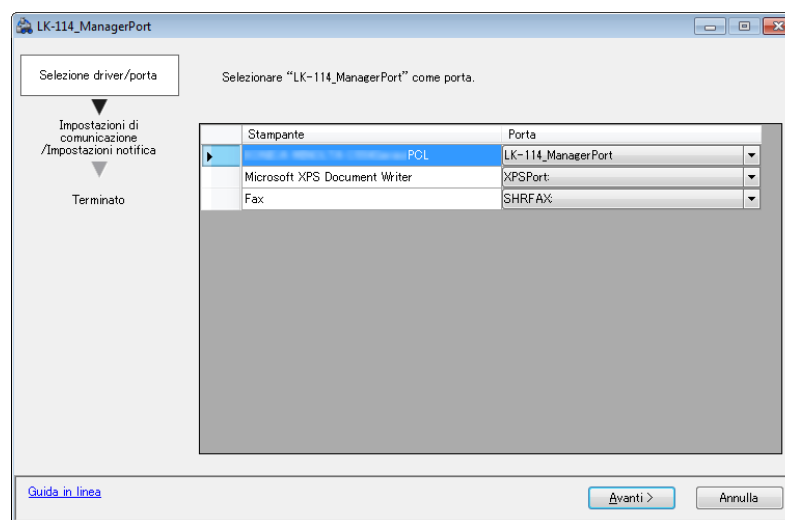 LK-114_ManagerPort
Selezione driver/porta
Selezionare “LK-114_ManagerPort” come porta.
Impostazioni di
comunicazione
/Impostazioni notifica
Terminato
Stampante Porta
PCL LK-114_ManagerPort
Microsoft XPS Document Writer XPSPort:
Fax SHRFAX:
Guida in linea
Avanti >
Annulla